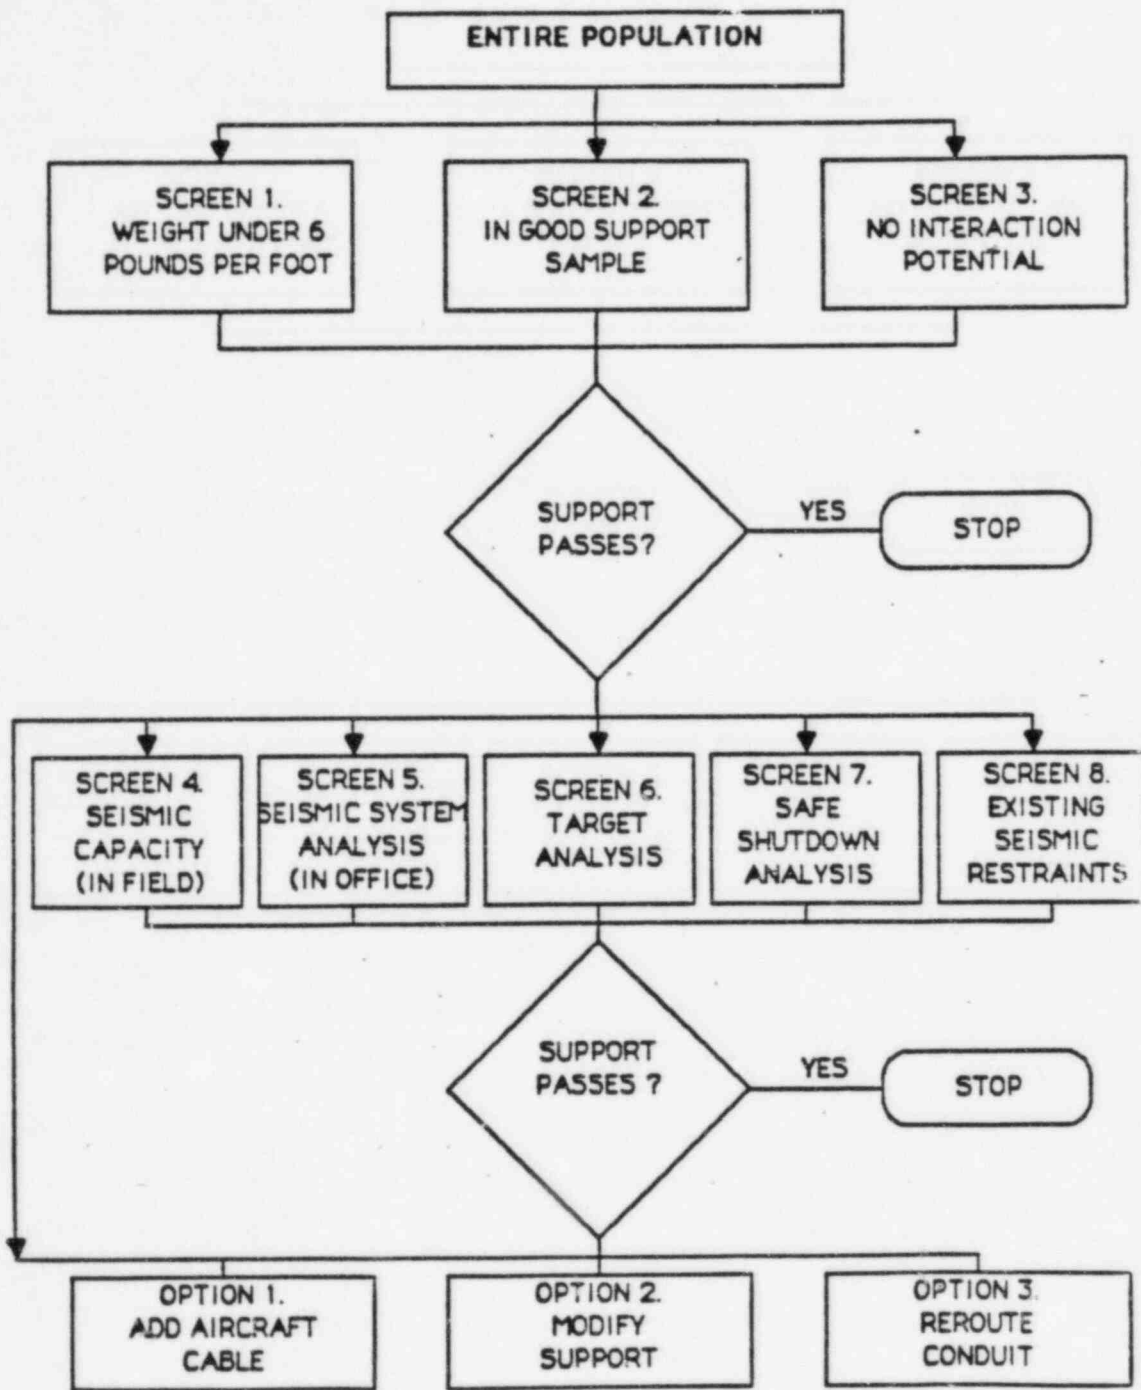 ENTIRE POPULATION
SCREEN 1.
WEIGHT UNDER 6
POUNDS PER FOOT
SCREEN 2.
IN GOOD SUPPORT
SAMPLE
SCREEN 3.
NO INTERACTION
POTENTIAL
SUPPORT
PASSES?
YES
STOP
SCREEN 4.
SEISMIC
CAPACITY
(IN FIELD)
SCREEN 5.
SEISMIC SYSTEM
ANALYSIS
(IN OFFICE)
SCREEN 6.
TARGET
ANALYSIS
SCREEN 7.
SAFE
SHUTDOWN
ANALYSIS
SCREEN 8.
EXISTING
SEISMIC
RESTRAINTS
SUPPORT
PASSES ?
YES
STOP
OPTION 1.
ADD AIRCRAFT
CABLE
OPTION 2.
MODIFY
SUPPORT
OPTION 3.
REROUTE
CONDUIT